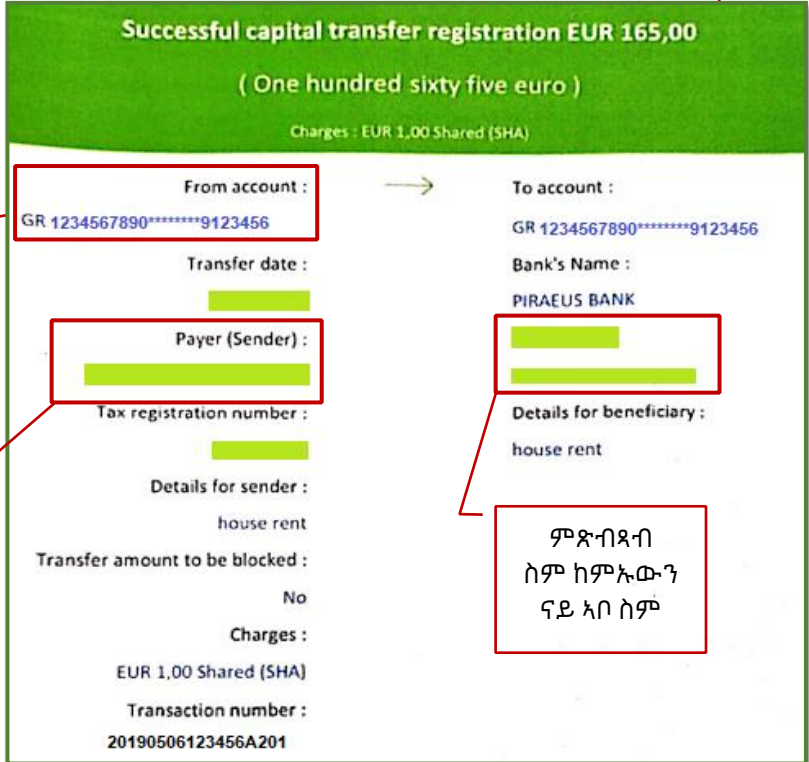 Successful capital transfer registration EUR 165,00
( One hundred sixty five euro )
Charges : EUR 1,00 Shared (SHA)
From account :
GR 1234567890********9123456
Transfer date :
Payer (Sender) :
Tax registration number :
Details for sender :
house rent
Transfer amount to be blocked :
No
Charges :
EUR 1,00 Shared (SHA)
Transaction number :
20190506123456A201
To account :
GR 1234567890********9123456
Bank's Name :
PIRAEUS BANK
Details for beneficiary :
house rent
ምጽብጻብ
ስም ከምኡውን
ናይ ኣቦ ስም